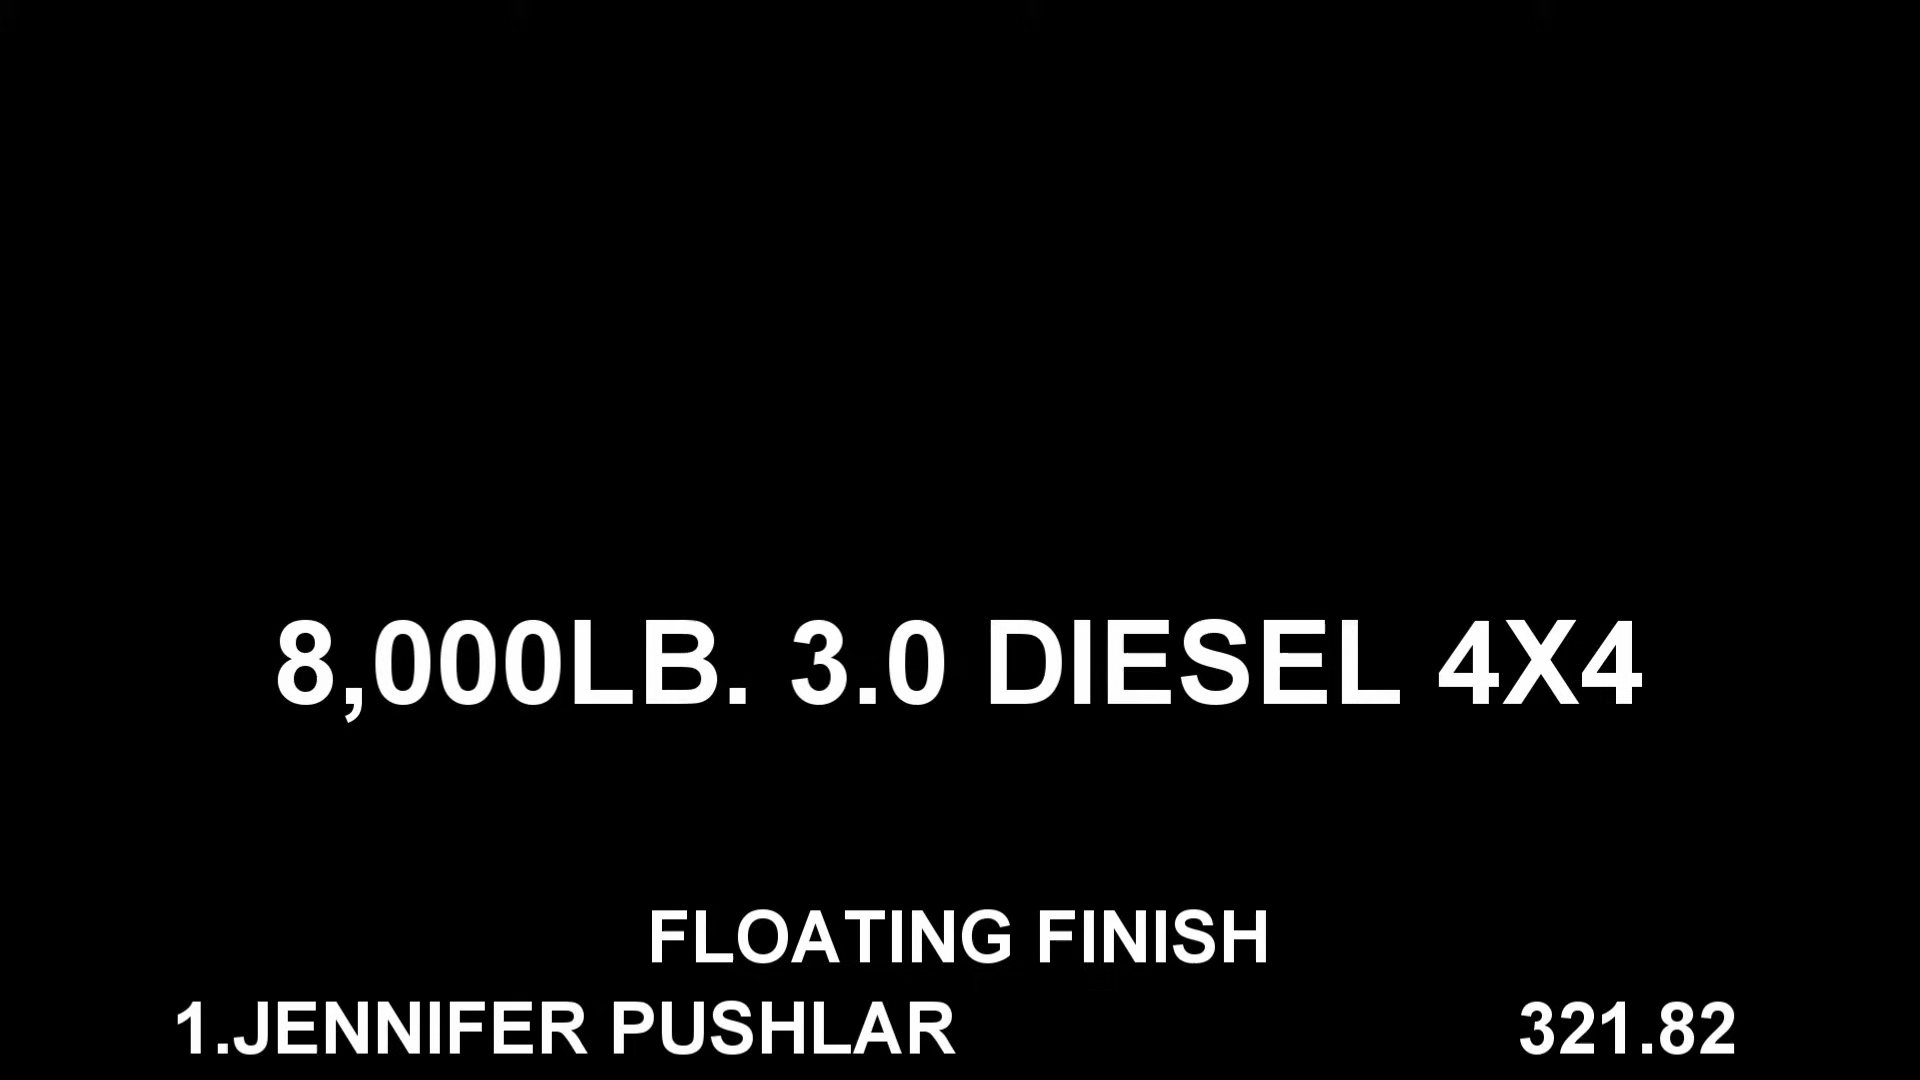 8,000LB. 3.0 DIESEL 4X4
FLOATING FINISH
1.JENNIFER PUSHLAR 321.82